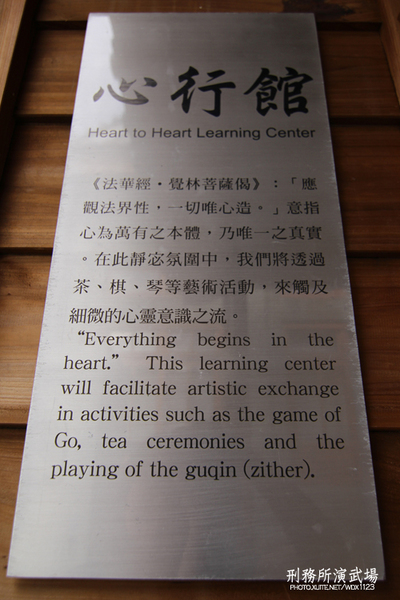 心行館
Heart to Heart Learning Center
《法華經・覺林菩薩偈》：「應
觀法界性，一切唯心造。」意指
心為萬有之本體，乃唯一之真實
。在此靜宓氛圍中，我們將透過
茶、棋、琴等藝術活動，來觸及
細微的心靈意識之流。
“Everything begins in the
heart.” This learning center
will facilitate artistic exchange
in activities such as the game of
Go, tea ceremonies and the
playing of the guqin (zither).
刑務所演武場
PHOTO.XUITE.NET/WDX1123